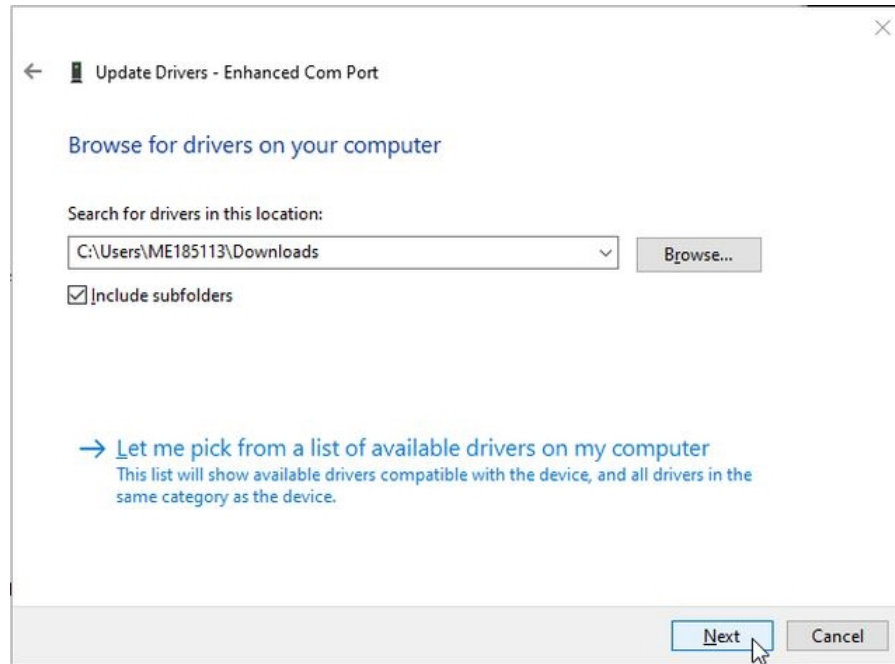 Update Drivers - Enhanced Com Port
Browse for drivers on your computer
Search for drivers in this location:
C:\Users\ME185113\Downloads
Browse...
Include subfolders
Let me pick from a list of available drivers on my computer
This list will show available drivers compatible with the device, and all drivers in the
same category as the device.
Next
Cancel